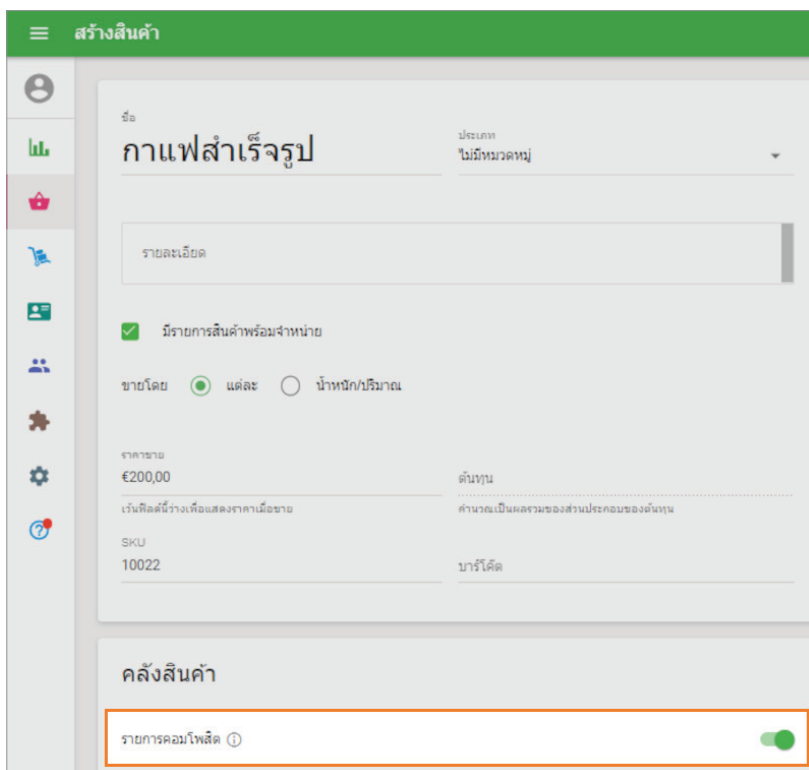 สร้างสินค้า
ชื่อ
กาแฟสำเร็จรูป
ประเภท
ไม่มีหมวดหมู่
รายละเอียด
มีรายการสินค้าพร้อมจำหน่าย
ขายโดย แต่ละ น้ำหนัก/ปริมาณ
ราคาขาย
€200,00
ต้นทุน
เว้นฟิลด์นี้ว่างเพื่อแสดงราคาเมื่อขาย
คำนวณเป็นผลรวมของส่วนประกอบของต้นทุน
SKU
10022
บาร์โค้ด
คลังสินค้า
รายการคอมโพสิต